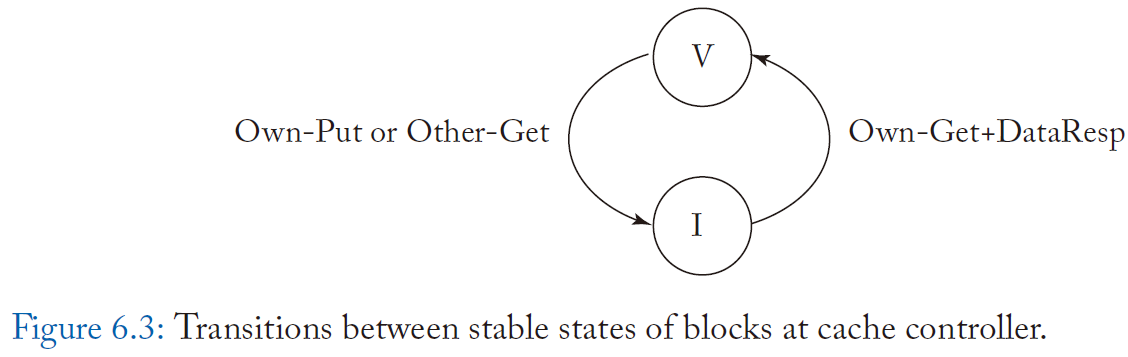 V
Own-Put or Other-Get
Own-Get+DataResp
I
Figure 6.3: Transitions between stable states of blocks at cache controller.